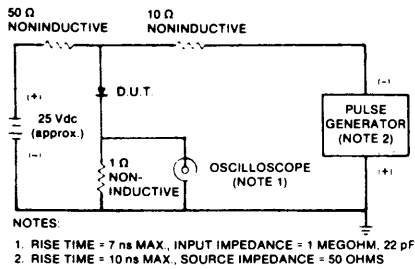 50 Ω
NONINDUCTIVE
10 Ω
NONINDUCTIVE
(+)
25 Vdc
(approx.)
(−)
D.U.T.
1 Ω
NON-
INDUCTIVE
OSCILLOSCOPE
(NOTE 1)
(−)
PULSE
GENERATOR
(NOTE 2)
(+)
NOTES:
1. RISE TIME = 7 ns MAX., INPUT IMPEDANCE = 1 MEGOHM, 22 pF
2. RISE TIME = 10 ns MAX., SOURCE IMPEDANCE = 50 OHMS